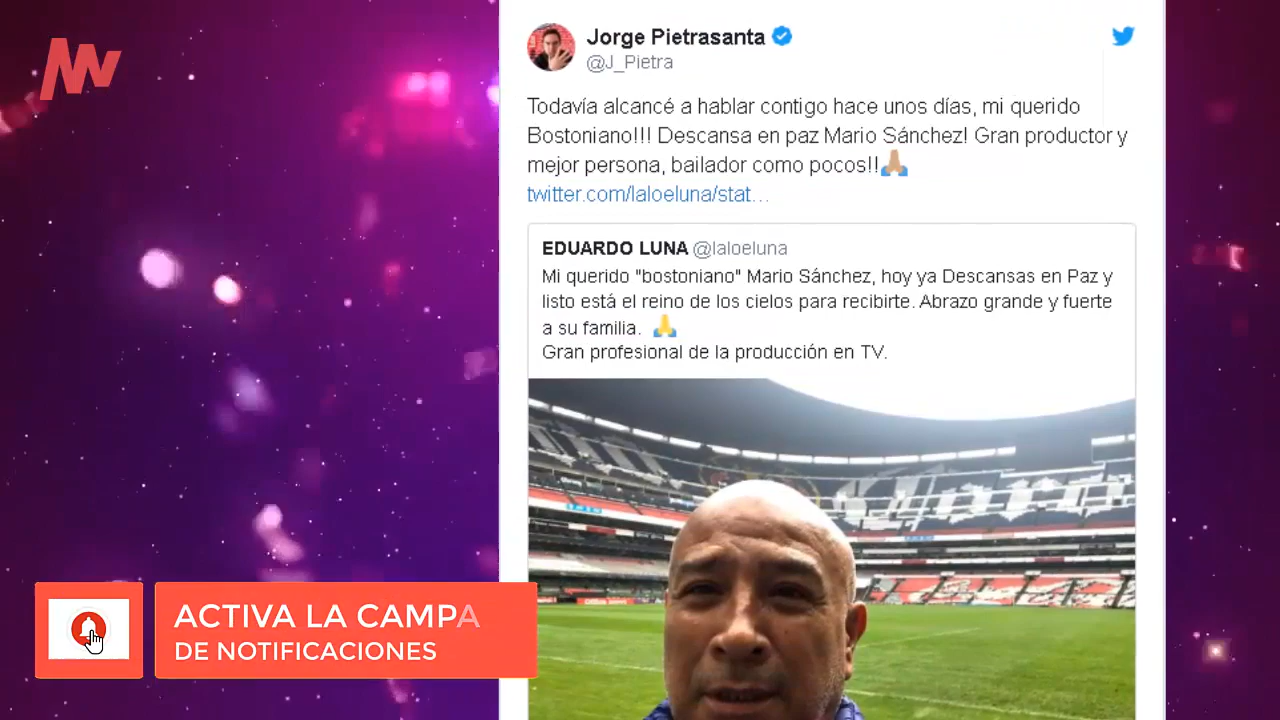 Jorge Pietrasanta
@J_Pietra
Todavía alcancé a hablar contigo hace unos días, mi querido
Bostoniano!!! Descansa en paz Mario Sánchez! Gran productor y
mejor persona, bailador como pocos!!🙏🏽
twitter.com/laloeluna/stat…
EDUARDO LUNA @laloeluna
Mi querido "bostoniano" Mario Sánchez, hoy ya Descansas en Paz y
listo está el reino de los cielos para recibirte. Abrazo grande y fuerte
a su familia. 🙏
Gran profesional de la producción en TV.
ACTIVA LA CAMPA
DE NOTIFICACIONES